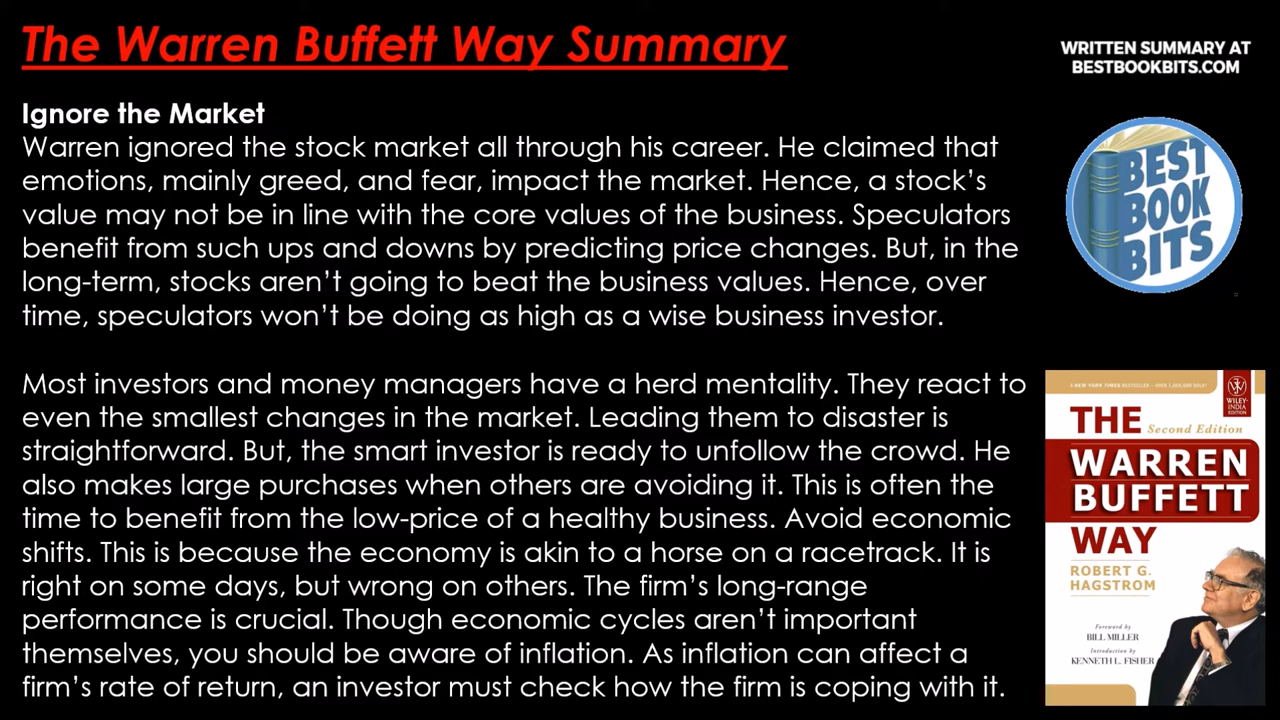 The Warren Buffett Way Summary
WRITTEN SUMMARY AT
BESTBOOKBITS.COM
Ignore the Market
Warren ignored the stock market all through his career. He claimed that
emotions, mainly greed, and fear, impact the market. Hence, a stock's
value may not be in line with the core values of the business. Speculators
benefit from such ups and downs by predicting price changes. But, in the
long-term, stocks aren't going to beat the business values. Hence, over
time, speculators won't be doing as high as a wise business investor.
Most investors and money managers have a herd mentality. They react to
even the smallest changes in the market. Leading them to disaster is
straightforward. But, the smart investor is ready to unfollow the crowd. He
also makes large purchases when others are avoiding it. This is often the
time to benefit from the low-price of a healthy business. Avoid economic
shifts. This is because the economy is akin to a horse on a racetrack. It is
right on some days, but wrong on others. The firm's long-range
performance is crucial. Though economic cycles aren't important
themselves, you should be aware of inflation. As inflation can affect a
firm's rate of return, an investor must check how the firm is coping with it.
BEST
BOOK
BITS
WILEY-
INDIA
EDITION
THE
Second Edition
WARREN
BUFFETT
WAY
ROBERT G.
HAGSTROM
Foreword by
BILL MILLER
Introduction by
KENNETH L. FISHER